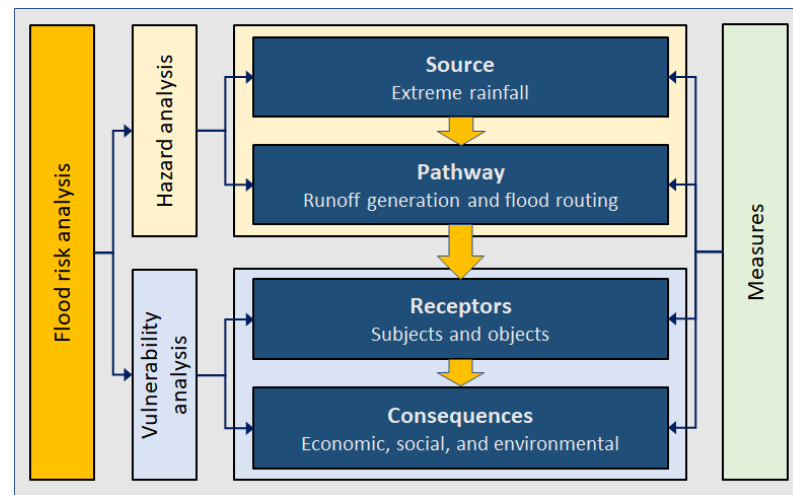 Flood risk analysis
Hazard analysis
Vulnerability
analysis
Source
Extreme rainfall
Pathway
Runoff generation and flood routing
Receptors
Subjects and objects
Consequences
Economic, social, and environmental
Measures